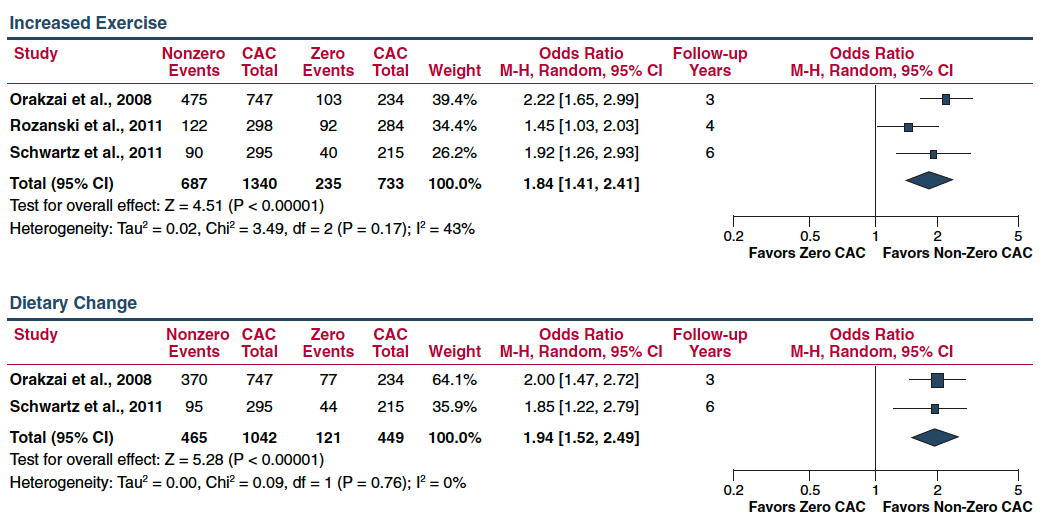 Increased Exercise
Study Nonzero CAC Zero CAC Odds Ratio Follow-up Odds Ratio
Events Total Events Total Weight M-H, Random, 95% CI Years M-H, Random, 95% CI
Orakzai et al., 2008 475 747 103 234 39.4% 2.22 [1.65, 2.99] 3
Rozanski et al., 2011 122 298 92 284 34.4% 1.45 [1.03, 2.03] 4
Schwartz et al., 2011 90 295 40 215 26.2% 1.92 [1.26, 2.93] 6
Total (95% CI) 687 1340 235 733 100.0% 1.84 [1.41, 2.41]
Test for overall effect: Z = 4.51 (P < 0.00001)
Heterogeneity: Tau² = 0.02, Chi² = 3.49, df = 2 (P = 0.17); I² = 43%
0.2 0.5 1 2 5
Favors Zero CAC Favors Non-Zero CAC
Dietary Change
Study Nonzero CAC Zero CAC Odds Ratio Follow-up Odds Ratio
Events Total Events Total Weight M-H, Random, 95% CI Years M-H, Random, 95% CI
Orakzai et al., 2008 370 747 77 234 64.1% 2.00 [1.47, 2.72] 3
Schwartz et al., 2011 95 295 44 215 35.9% 1.85 [1.22, 2.79] 6
Total (95% CI) 465 1042 121 449 100.0% 1.94 [1.52, 2.49]
Test for overall effect: Z = 5.28 (P < 0.00001)
Heterogeneity: Tau² = 0.00, Chi² = 0.09, df = 1 (P = 0.76); I² = 0%
0.2 0.5 1 2 5
Favors Zero CAC Favors Non-Zero CAC